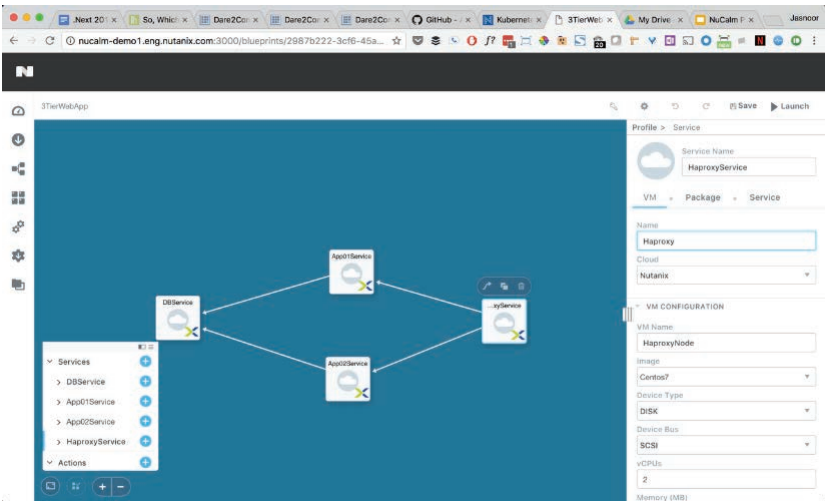 .Next 201
So, Which
Dare2Con
Dare2Con
Dare2Con
GitHub -
Kubernet
3TierWeb
My Drive
NuCalm P
Jasnoor
nucalm-demo1.eng.nutanix.com:3000/blueprints/2987b222-3cf6-45a...
20
N
3TierWebApp
Save
Launch
Profile > Service
Service Name
HaproxyService
VM
Package
Service
Name
Haproxy
Cloud
Nutanix
VM CONFIGURATION
VM Name
HaproxyNode
Image
Centos7
Device Type
DISK
Device Bus
SCSI
vCPUs
2
Memory (MB)
App01Service
DBService
...xyService
App02Service
Services
DBService
App01Service
App02Service
HaproxyService
Actions